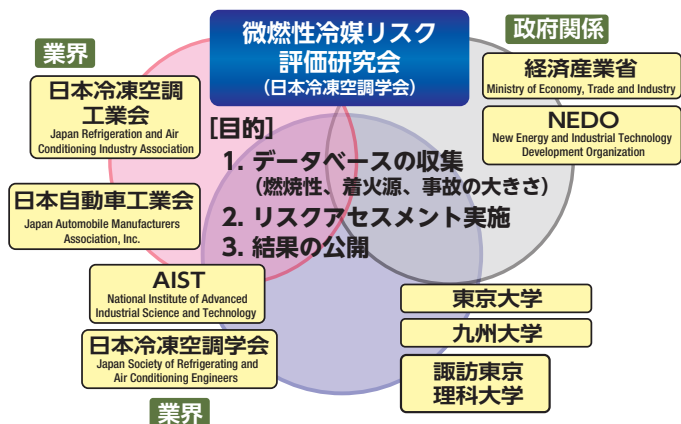 微燃性冷媒リスク
評価研究会
(日本冷凍空調学会)
業界
日本冷凍空調
工業会
Japan Refrigeration and Air
Conditioning Industry Association
日本自動車工業会
Japan Automobile Manufacturers
Association, Inc.
政府関係
経済産業省
Ministry of Economy, Trade and Industry
NEDO
New Energy and Industrial Technology
Development Organization
[目的]
1. データベースの収集
(燃焼性、着火源、事故の大きさ)
2. リスクアセスメント実施
3. 結果の公開
AIST
National Institute of Advanced
Industrial Science and Technology
日本冷凍空調学会
Japan Society of Refrigerating and
Air Conditioning Engineers
業界
東京大学
九州大学
諏訪東京
理科大学